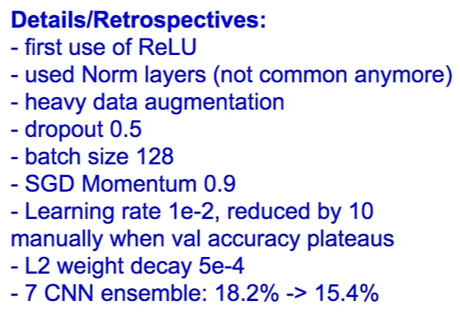 Details/Retrospectives:
- first use of ReLU
- used Norm layers (not common anymore)
- heavy data augmentation
- dropout 0.5
- batch size 128
- SGD Momentum 0.9
- Learning rate 1e-2, reduced by 10
manually when val accuracy plateaus
- L2 weight decay 5e-4
- 7 CNN ensemble: 18.2% -> 15.4%